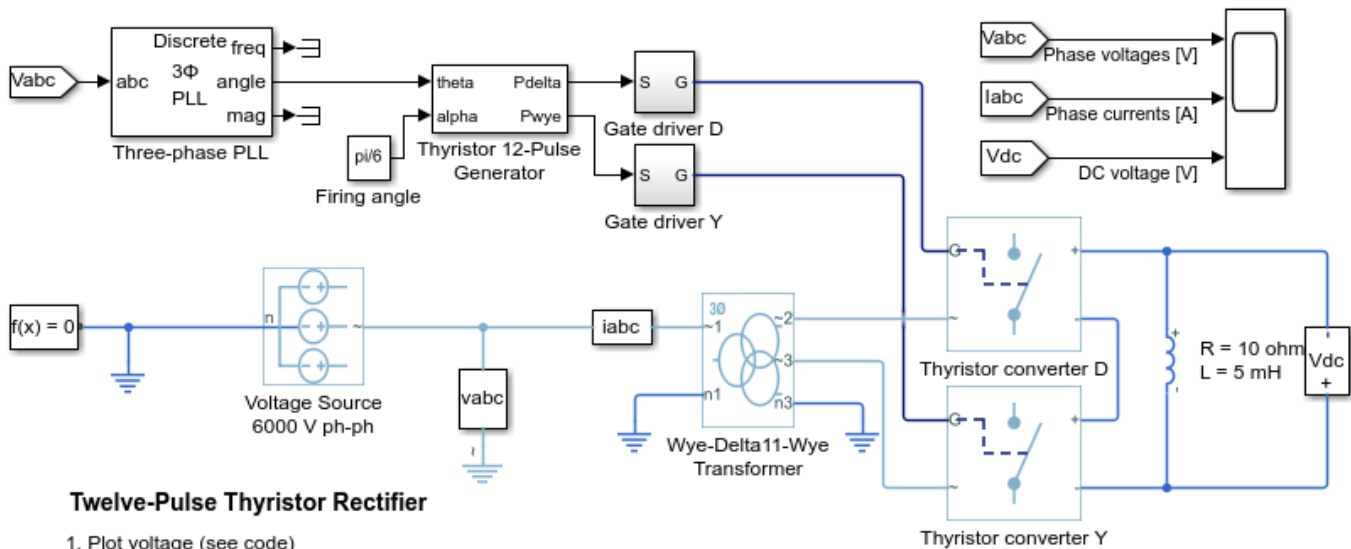 Vabc
Discrete
3Φ
PLL
abc
freq
angle
mag
Three-phase PLL
pi/6
Firing angle
theta
alpha
Pdelta
Pwye
Thyristor 12-Pulse
Generator
S G
Gate driver D
S G
Gate driver Y
Vabc
Phase voltages [V]
Iabc
Phase currents [A]
Vdc
DC voltage [V]
f(x) = 0
n
- +
- +
- +
~
Voltage Source
6000 V ph-ph
vabc
~
iabc
3Ø
~1
~2
~3
n1
n3
Wye-Delta11-Wye
Transformer
G
~
+
-
Thyristor converter D
G
~
+
-
Thyristor converter Y
+
-
R = 10 ohm
L = 5 mH
-
Vdc
+
Twelve-Pulse Thyristor Rectifier
1. Plot voltage (see code)